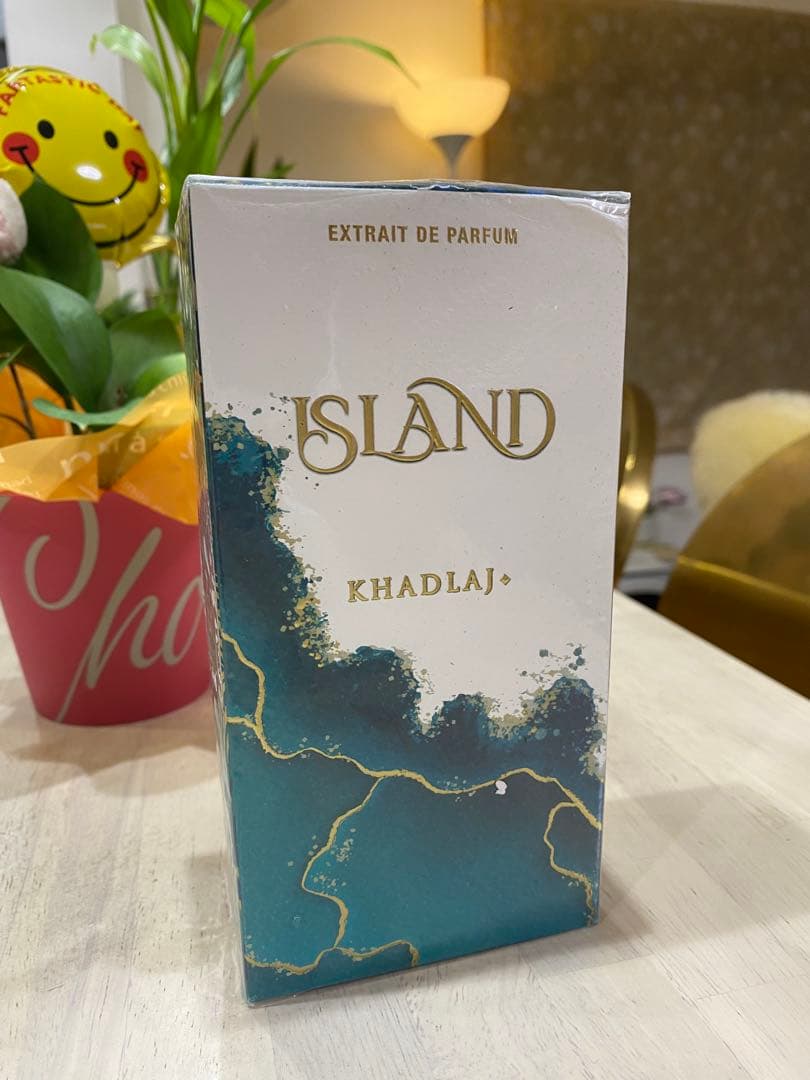 EXTRAIT DE PARFUM
ISLAND
KHADLAJ